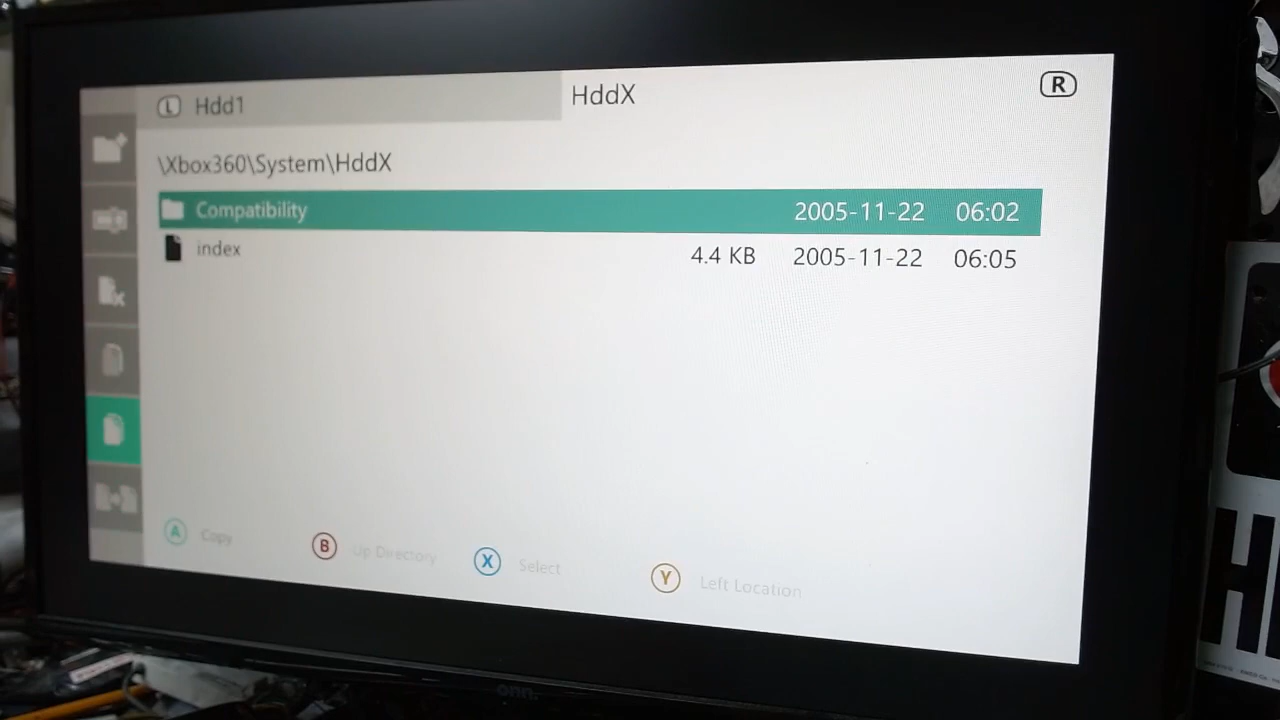 L Hdd1 HddX R
\Xbox360\System\HddX
Compatibility 2005-11-22 06:02
index 4.4 KB 2005-11-22 06:05
A Copy B Up Directory X Select Y Left Location
onn.